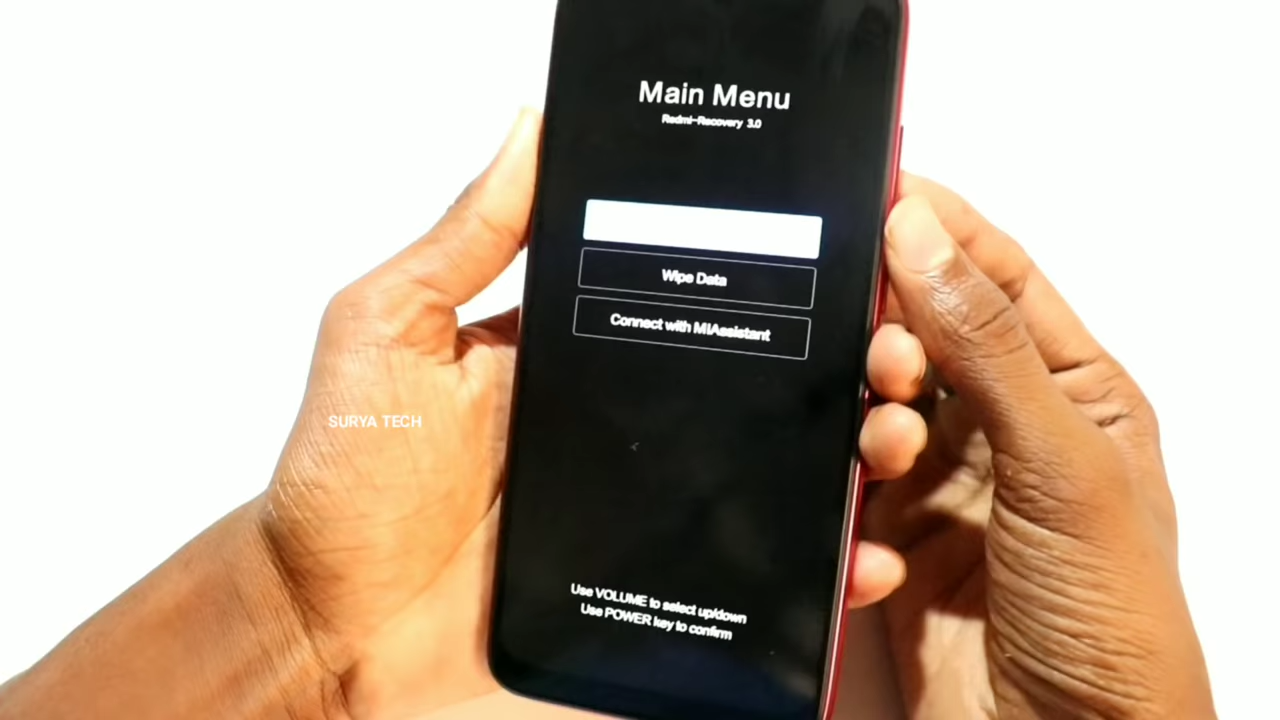 Main Menu
Redmi-Recovery 3.0
Wipe Data
Connect with MIAssistant
SURYA TECH
Use VOLUME to select up/down
Use POWER key to confirm